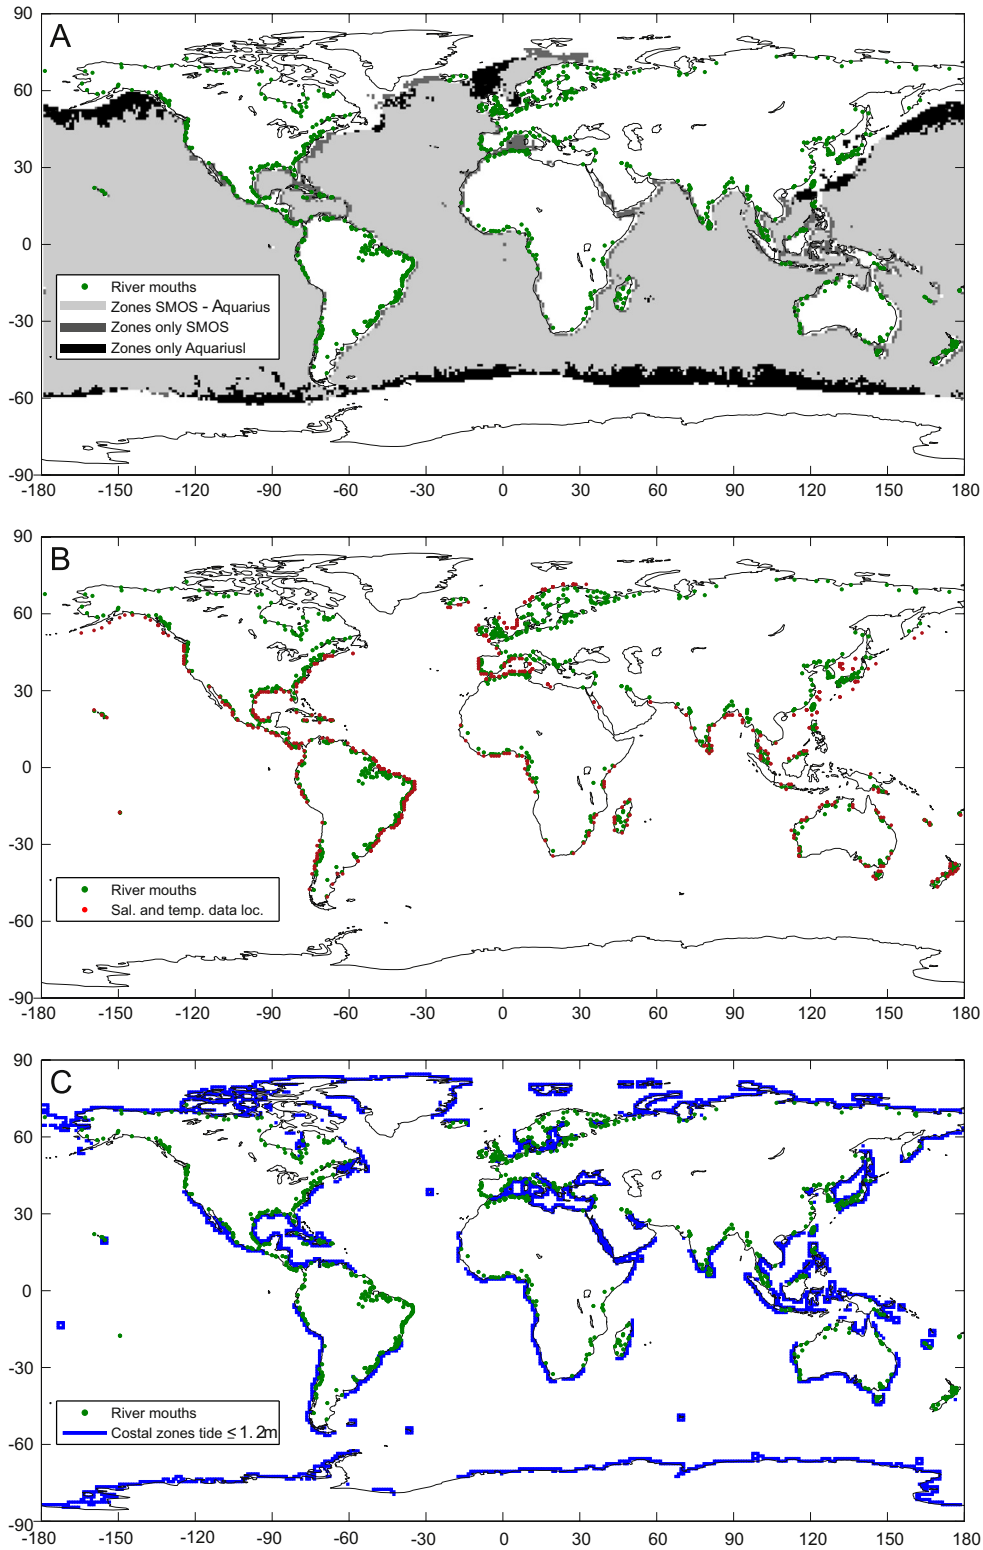 A
90
60
30
0
-30
-60
-90
River mouths
Zones SMOS - Aquarius
Zones only SMOS
Zones only Aquariusl
-180 -150 -120 -90 -60 -30 0 30 60 90 120 150 180
B
90
60
30
0
-30
-60
-90
River mouths
Sal. and temp. data loc.
-180 -150 -120 -90 -60 -30 0 30 60 90 120 150 180
C
90
60
30
0
-30
-60
-90
River mouths
Costal zones tide ≤1.2m
-180 -150 -120 -90 -60 -30 0 30 60 90 120 150 180